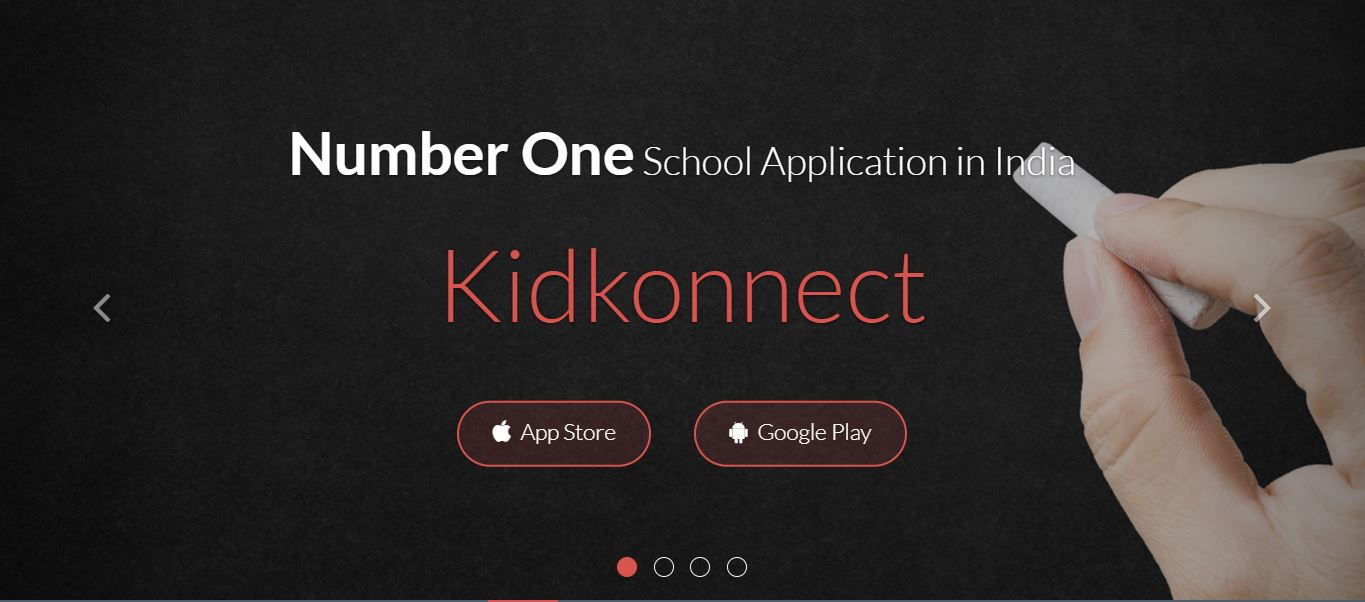 Number One School Application in India
Kidkonnect
App Store
Google Play